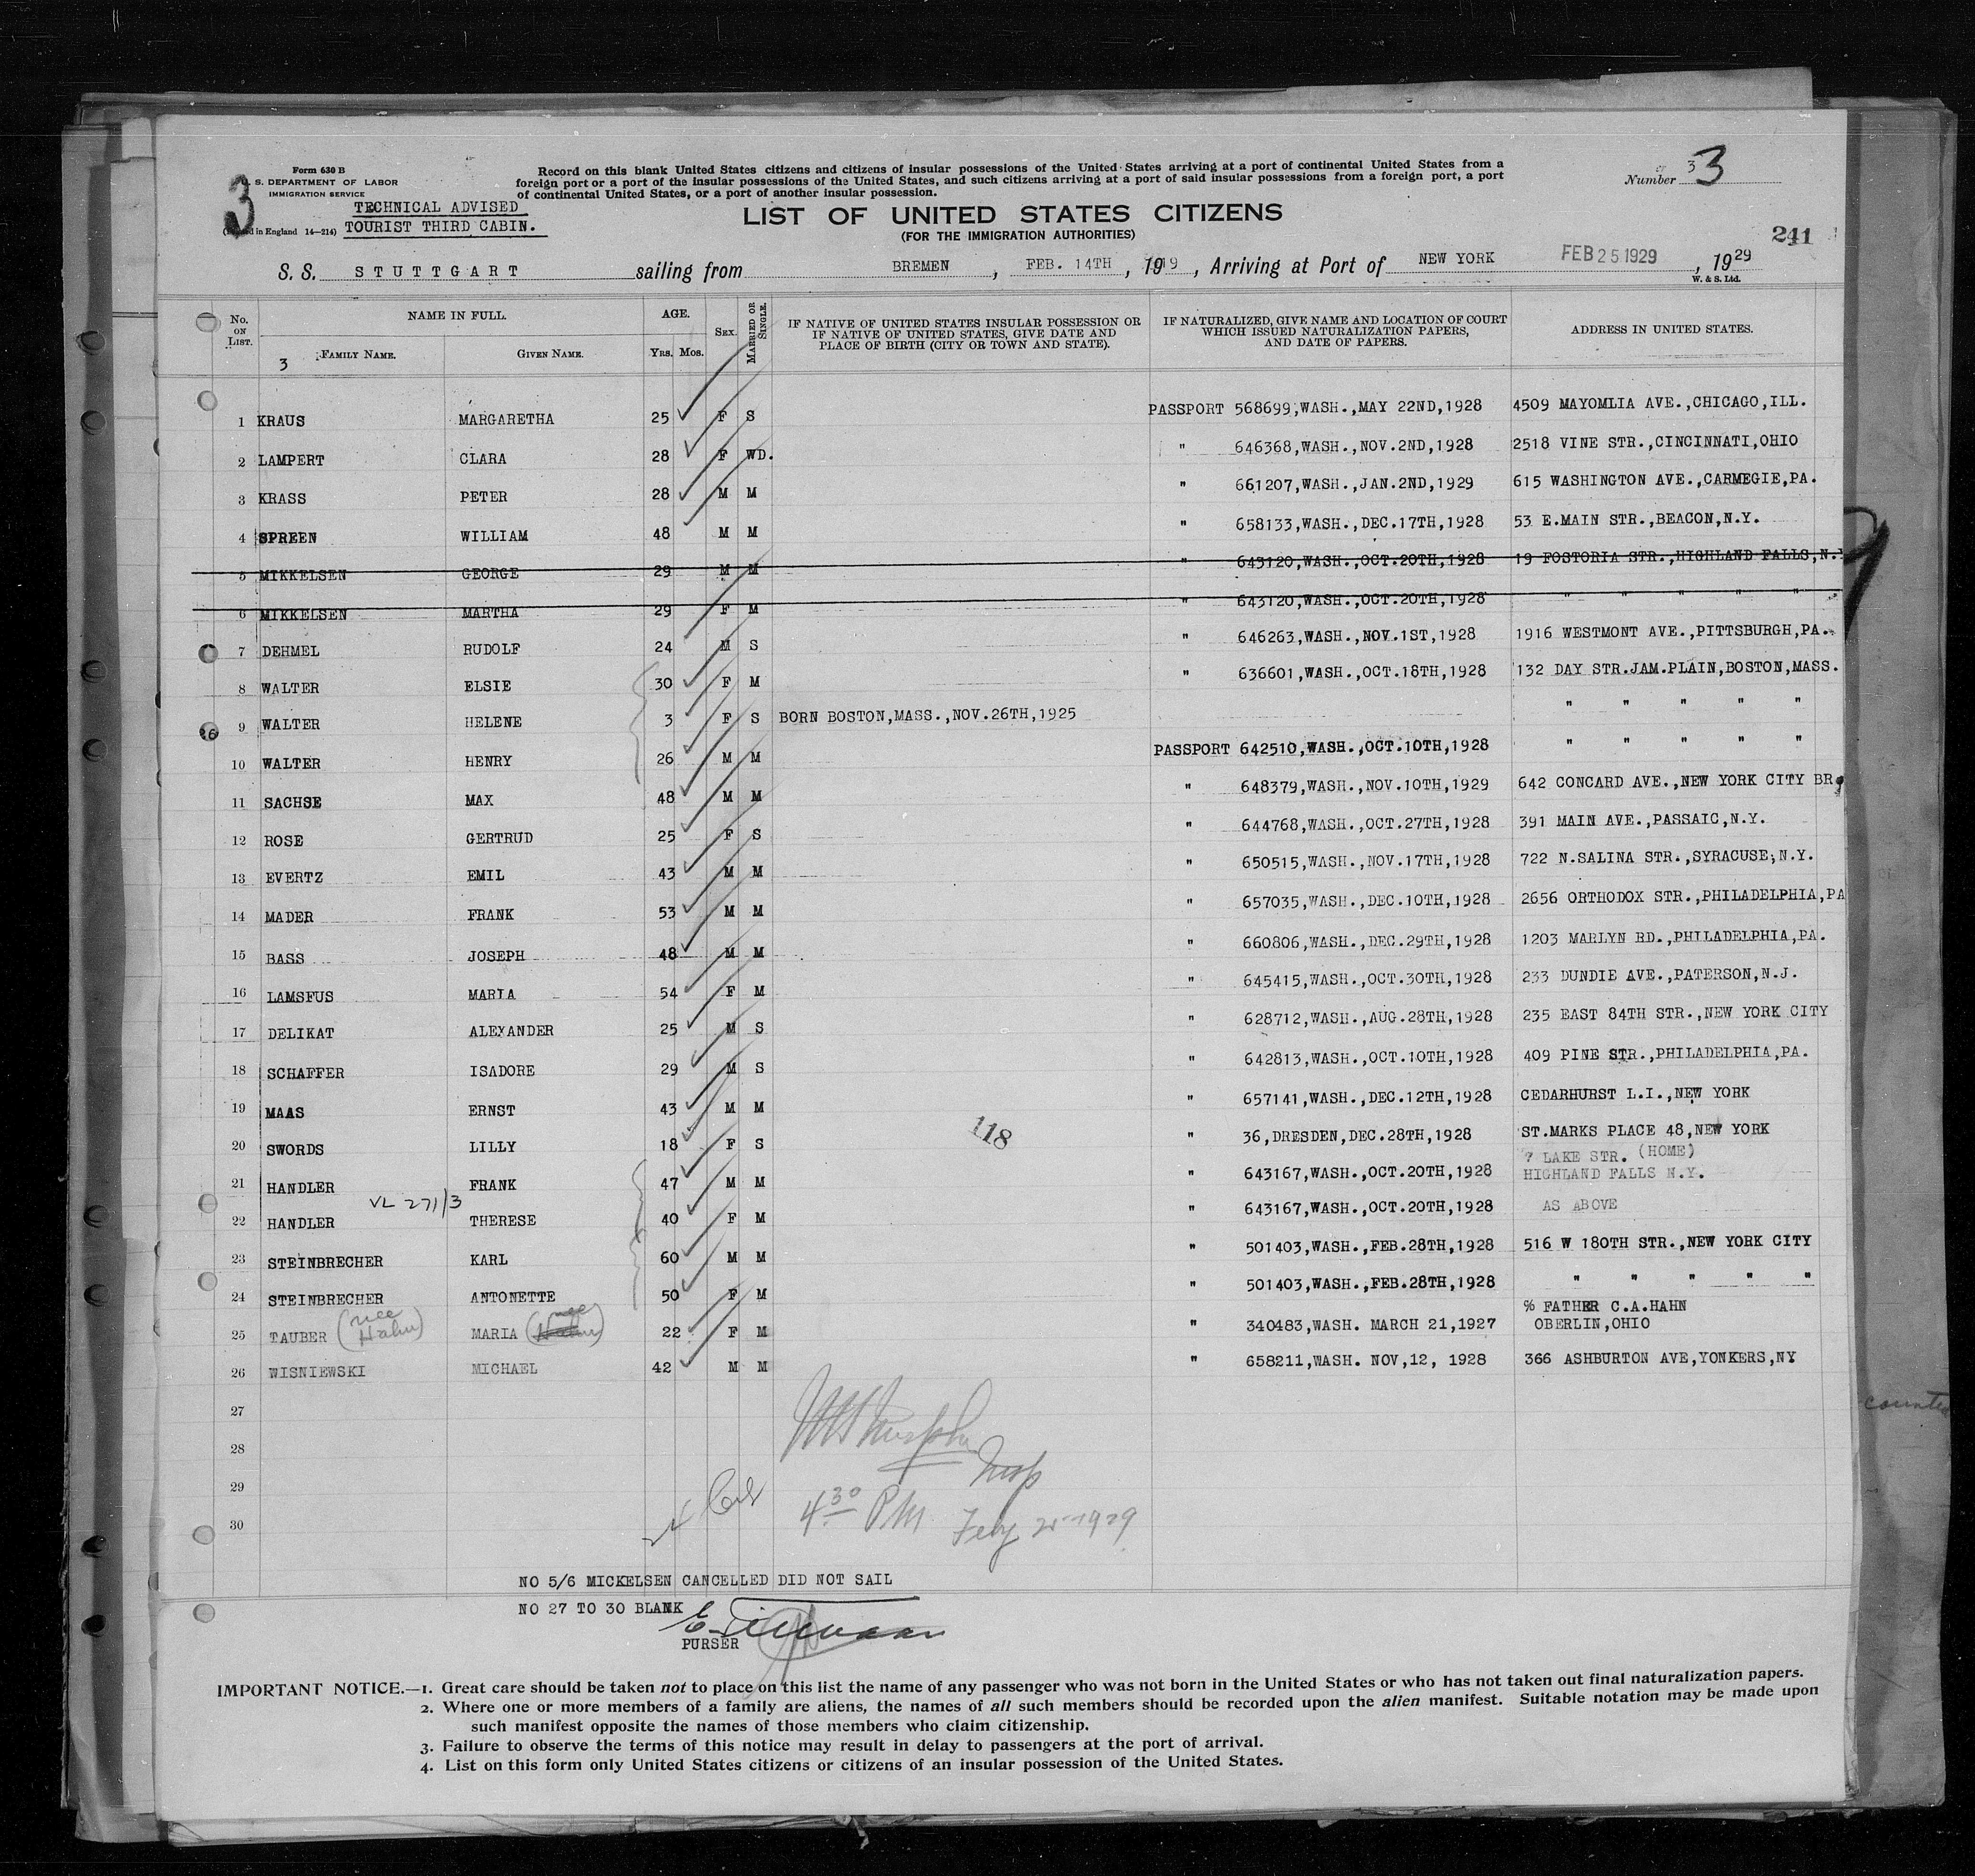 Form 630 B
U. S. DEPARTMENT OF LABOR
IMMIGRATION SERVICE
3
(Printed in England 14—214)
TECHNICAL ADVISED
TOURIST THIRD CABIN.
Record on this blank United States citizens and citizens of insular possessions of the United States arriving at a port of continental United States from a
foreign port or a port of the insular possessions of the United States, and such citizens arriving at a port of said insular possessions from a foreign port, a port
of continental United States, or a port of another insular possession.
Number 3 3
LIST OF UNITED STATES CITIZENS
(FOR THE IMMIGRATION AUTHORITIES)
241
S. S. STUTTGART sailing from BREMEN, FEB. 14TH, 1919, Arriving at Port of NEW YORK FEB 25 1929, 1929
W. & S. Ltd.
No. ON LIST. NAME IN FULL. AGE. SEX. MARRIED OR SINGLE. IF NATIVE OF UNITED STATES INSULAR POSSESSION OR IF NATIVE OF UNITED STATES, GIVE DATE AND PLACE OF BIRTH (CITY OR TOWN AND STATE). IF NATURALIZED, GIVE NAME AND LOCATION OF COURT WHICH ISSUED NATURALIZATION PAPERS, AND DATE OF PAPERS. ADDRESS IN UNITED STATES.
3 FAMILY NAME. GIVEN NAME. YRS. MOS.
1 KRAUS MARGARETHA 25 F S PASSPORT 568699,WASH.,MAY 22ND,1928 4509 MAYOMLIA AVE.,CHICAGO,ILL.
2 LAMPERT CLARA 28 F WD. " 646368,WASH.,NOV.2ND,1928 2518 VINE STR.,CINCINNATI,OHIO
3 KRASS PETER 28 M M " 661207,WASH.,JAN.2ND,1929 615 WASHINGTON AVE.,CARMEGIE,PA.
4 SPREEN WILLIAM 48 M M " 658133,WASH.,DEC.17TH,1928 53 E.MAIN STR.,BEACON,N.Y.
5 MIKKELSEN GEORGE 29 M M " 643120,WASH.,OCT.20TH,1928 19 FOSTORIA STR.,HIGHLAND FALLS,N.Y
6 MIKKELSEN MARTHA 29 F M " 643120,WASH.,OCT.20TH,1928 " " " " "
7 DEHMEL RUDOLF 24 M S " 646263,WASH.,NOV.1ST,1928 1916 WESTMONT AVE.,PITTSBURGH,PA.
8 WALTER ELSIE 30 F M " 636601,WASH.,OCT.18TH,1928 132 DAY STR.JAM.PLAIN,BOSTON,MASS.
9 WALTER HELENE 3 F S BORN BOSTON,MASS.,NOV.26TH,1925 " " " " "
10 WALTER HENRY 26 M M PASSPORT 642510,WASH.,OCT.10TH,1928 " " " " "
11 SACHSE MAX 48 M M " 648379,WASH.,NOV.10TH,1929 642 CONCARD AVE.,NEW YORK CITY BR
12 ROSE GERTRUD 25 F S " 644768,WASH.,OCT.27TH,1928 391 MAIN AVE.,PASSAIC,N.Y.
13 EVERTZ EMIL 43 M M " 650515,WASH.,NOV.17TH,1928 722 N.SALINA STR.,SYRACUSE,N.Y.
14 MADER FRANK 53 M M " 657035,WASH.,DEC.10TH,1928 2656 ORTHODOX STR.,PHILADELPHIA,PA
15 BASS JOSEPH 48 M M " 660806,WASH.,DEC.29TH,1928 1203 MARLYN RD.,PHILADELPHIA,PA.
16 LAMSFUS MARIA 54 F M " 645415,WASH.,OCT.30TH,1928 233 DUNDIE AVE.,PATERSON,N.J.
17 DELIKAT ALEXANDER 25 M S " 628712,WASH.,AUG.28TH,1928 235 EAST 84TH STR.,NEW YORK CITY
18 SCHAFFER ISADORE 29 M S " 642813,WASH.,OCT.10TH,1928 409 PINE STR.,PHILADELPHIA,PA.
19 MAAS ERNST 43 M M " 657141,WASH.,DEC.12TH,1928 CEDARHURST L.I.,NEW YORK
118
20 SWORDS LILLY 18 F S " 36,DRESDEN,DEC.28TH,1928 ST.MARKS PLACE 48,NEW YORK
7 LAKE STR. (HOME)
21 HANDLER FRANK 47 M M " 643167,WASH.,OCT.20TH,1928 HIGHLAND FALLS N.Y.
VL 271/3
22 HANDLER THERESE 40 F M " 643167,WASH.,OCT.20TH,1928 AS ABOVE
23 STEINBRECHER KARL 60 M M " 501403,WASH.,FEB.28TH,1928 516 W 180TH STR.,NEW YORK CITY
24 STEINBRECHER ANTONETTE 50 F M " 501403,WASH.,FEB.28TH,1928 " " " " "
% FATHER C.A.HAHN
25 TAUBER (nee Hahn) MARIA (nee Hahn) 22 F M " 340483,WASH. MARCH 21,1927 OBERLIN,OHIO
26 WISNIEWSKI MICHAEL 42 M M " 658211,WASH. NOV,12, 1928 366 ASHBURTON AVE,YONKERS,NY
27
28
29
30
Insp
4 30 PM Feby 25 1929
counted
NO 5/6 MICKELSEN CANCELLED DID NOT SAIL
NO 27 TO 30 BLANK
PURSER
IMPORTANT NOTICE.—1. Great care should be taken not to place on this list the name of any passenger who was not born in the United States or who has not taken out final naturalization papers.
2. Where one or more members of a family are aliens, the names of all such members should be recorded upon the alien manifest. Suitable notation may be made upon
such manifest opposite the names of those members who claim citizenship.
3. Failure to observe the terms of this notice may result in delay to passengers at the port of arrival.
4. List on this form only United States citizens or citizens of an insular possession of the United States.